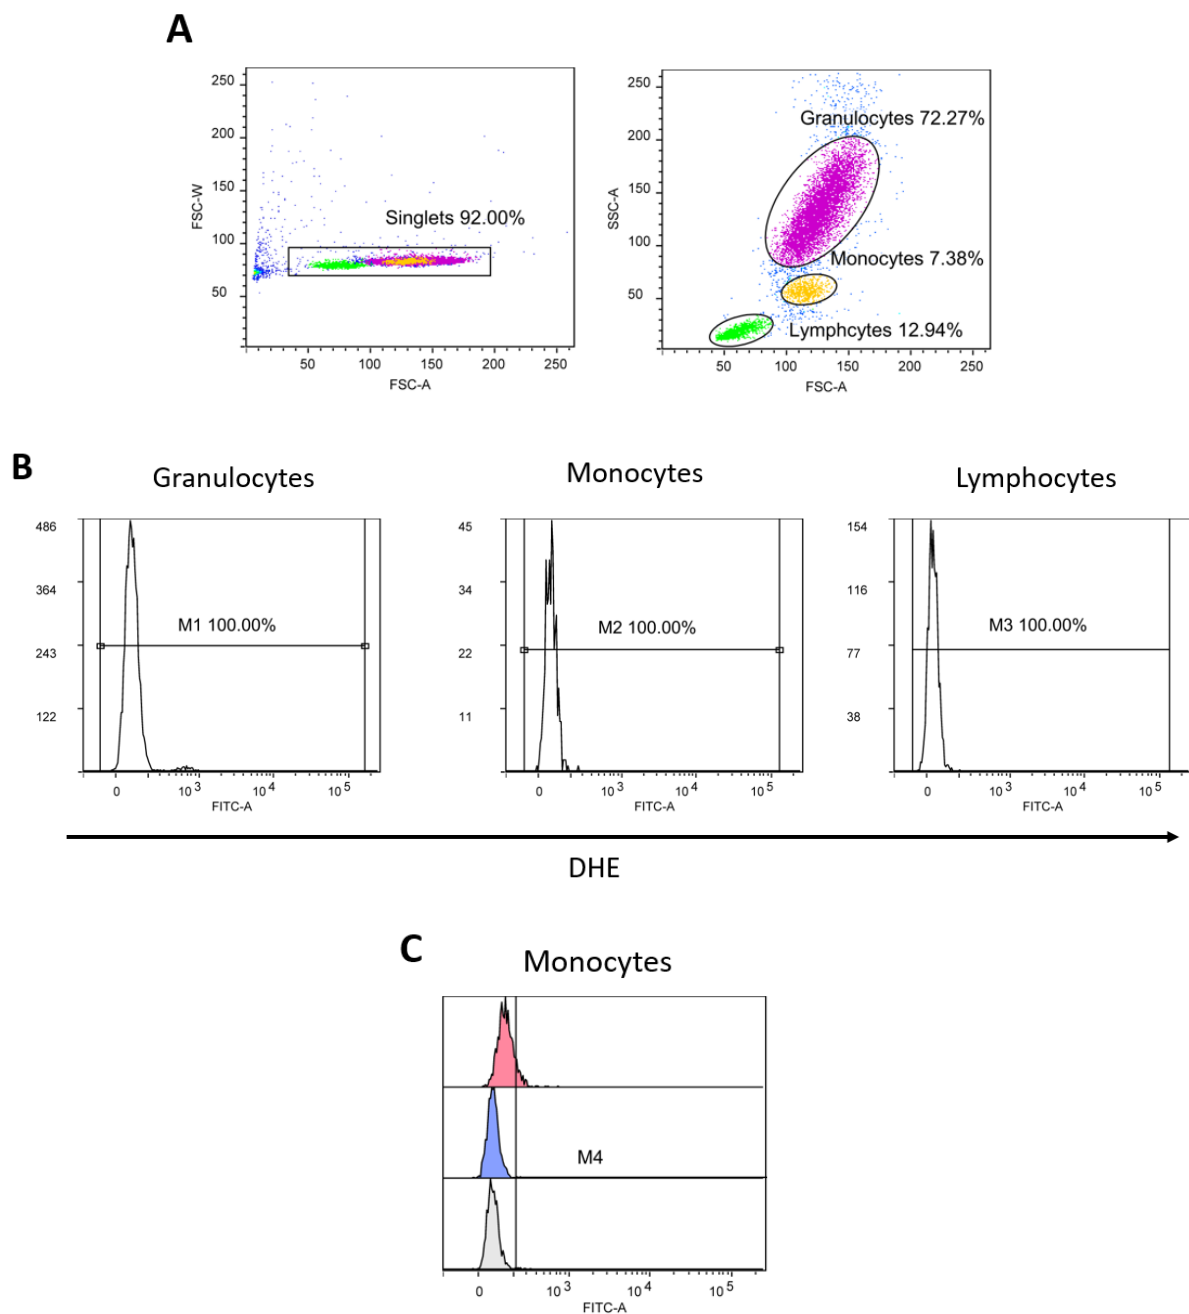 A
FSC-W
250
200
150
100
50
Singlets 92.00%
50 100 150 200 250
FSC-A
SSC-A
250
200
150
100
50
Granulocytes 72.27%
Monocytes 7.38%
Lymphcytes 12.94%
50 100 150 200 250
FSC-A
B
Granulocytes
486
364
243
122
M1 100.00%
0 10 3 10 4 10 5
FITC-A
Monocytes
45
34
22
11
M2 100.00%
0 10 3 10 4 10 5
FITC-A
Lymphocytes
154
116
77
38
M3 100.00%
0 10 3 10 4 10 5
FITC-A
DHE
C
Monocytes
M4
0 10 3 10 4 10 5
FITC-A